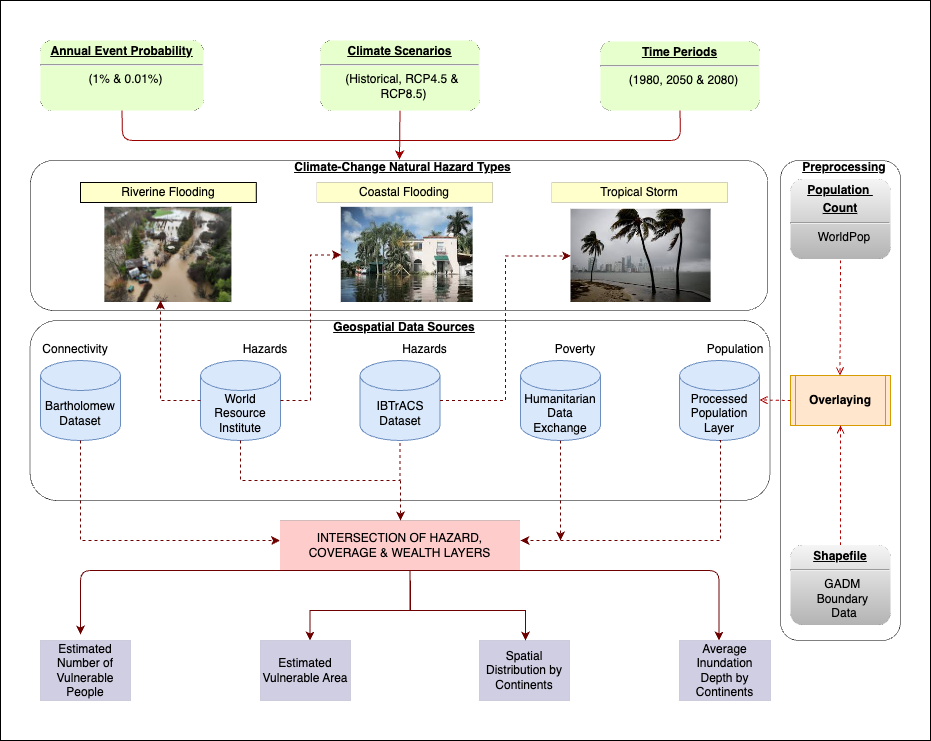 Annual Event Probability
(1% & 0.01%)
Climate Scenarios
(Historical, RCP4.5 &
RCP8.5)
Time Periods
(1980, 2050 & 2080)
Climate-Change Natural Hazard Types
Riverine Flooding
Coastal Flooding
Tropical Storm
Preprocessing
Population
Count
WorldPop
Geospatial Data Sources
Connectivity
Hazards
Hazards
Poverty
Population
Bartholomew
Dataset
World
Resource
Institute
IBTrACS
Dataset
Humanitarian
Data
Exchange
Processed
Population
Layer
Overlaying
INTERSECTION OF HAZARD,
COVERAGE & WEALTH LAYERS
Shapefile
GADM
Boundary
Data
Estimated
Number of
Vulnerable
People
Estimated
Vulnerable Area
Spatial
Distribution by
Continents
Average
Inundation
Depth by
Continents